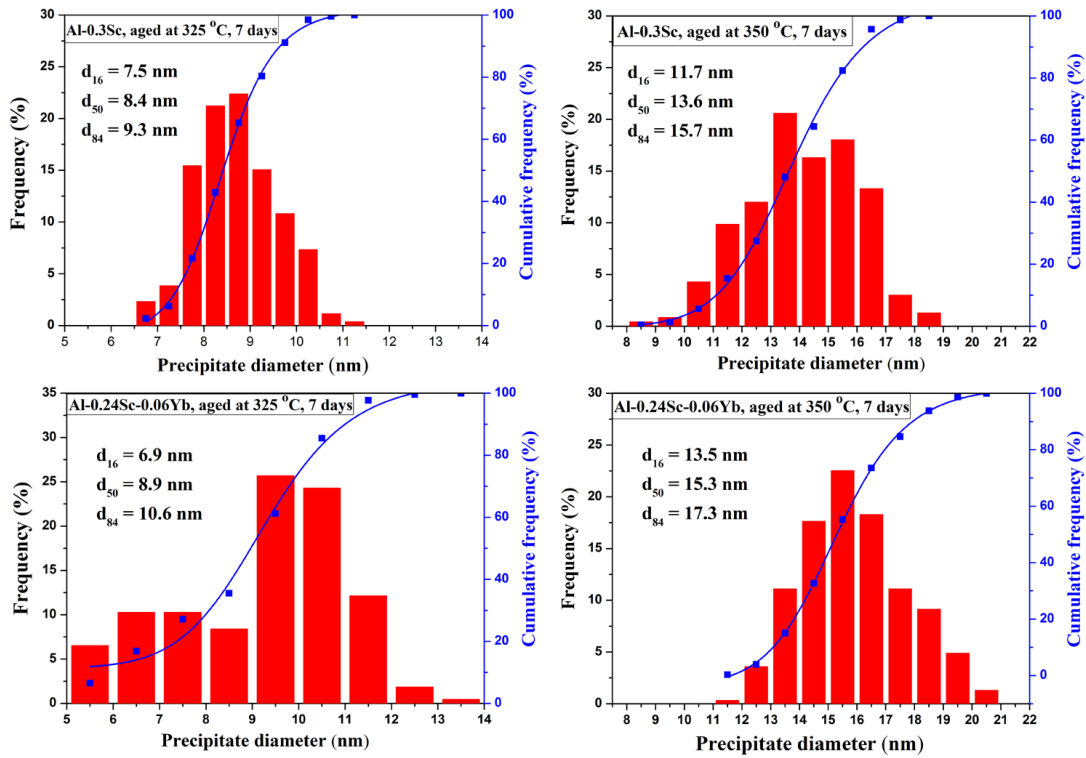 Al-0.3Sc, aged at 325 °C, 7 days
d16 = 7.5 nm
d50 = 8.4 nm
d84 = 9.3 nm
Frequency (%)
0 5 10 15 20 25 30
Cumulative frequency (%)
0 20 40 60 80 100
5 6 7 8 9 10 11 12 13 14
Precipitate diameter (nm)
Al-0.3Sc, aged at 350 °C, 7 days
d16 = 11.7 nm
d50 = 13.6 nm
d84 = 15.7 nm
Frequency (%)
0 5 10 15 20 25 30
Cumulative frequency (%)
0 20 40 60 80 100
8 9 10 11 12 13 14 15 16 17 18 19 20 21 22
Precipitate diameter (nm)
Al-0.24Sc-0.06Yb, aged at 325 °C, 7 days
d16 = 6.9 nm
d50 = 8.9 nm
d84 = 10.6 nm
Frequency (%)
0 5 10 15 20 25 30 35
Cumulative frequency (%)
0 20 40 60 80 100
5 6 7 8 9 10 11 12 13 14
Precipitate diameter (nm)
Al-0.24Sc-0.06Yb, aged at 350 °C, 7 days
d16 = 13.5 nm
d50 = 15.3 nm
d84 = 17.3 nm
Frequency (%)
0 5 10 15 20 25 30
Cumulative frequency (%)
0 20 40 60 80 100
8 9 10 11 12 13 14 15 16 17 18 19 20 21 22
Precipitate diameter (nm)